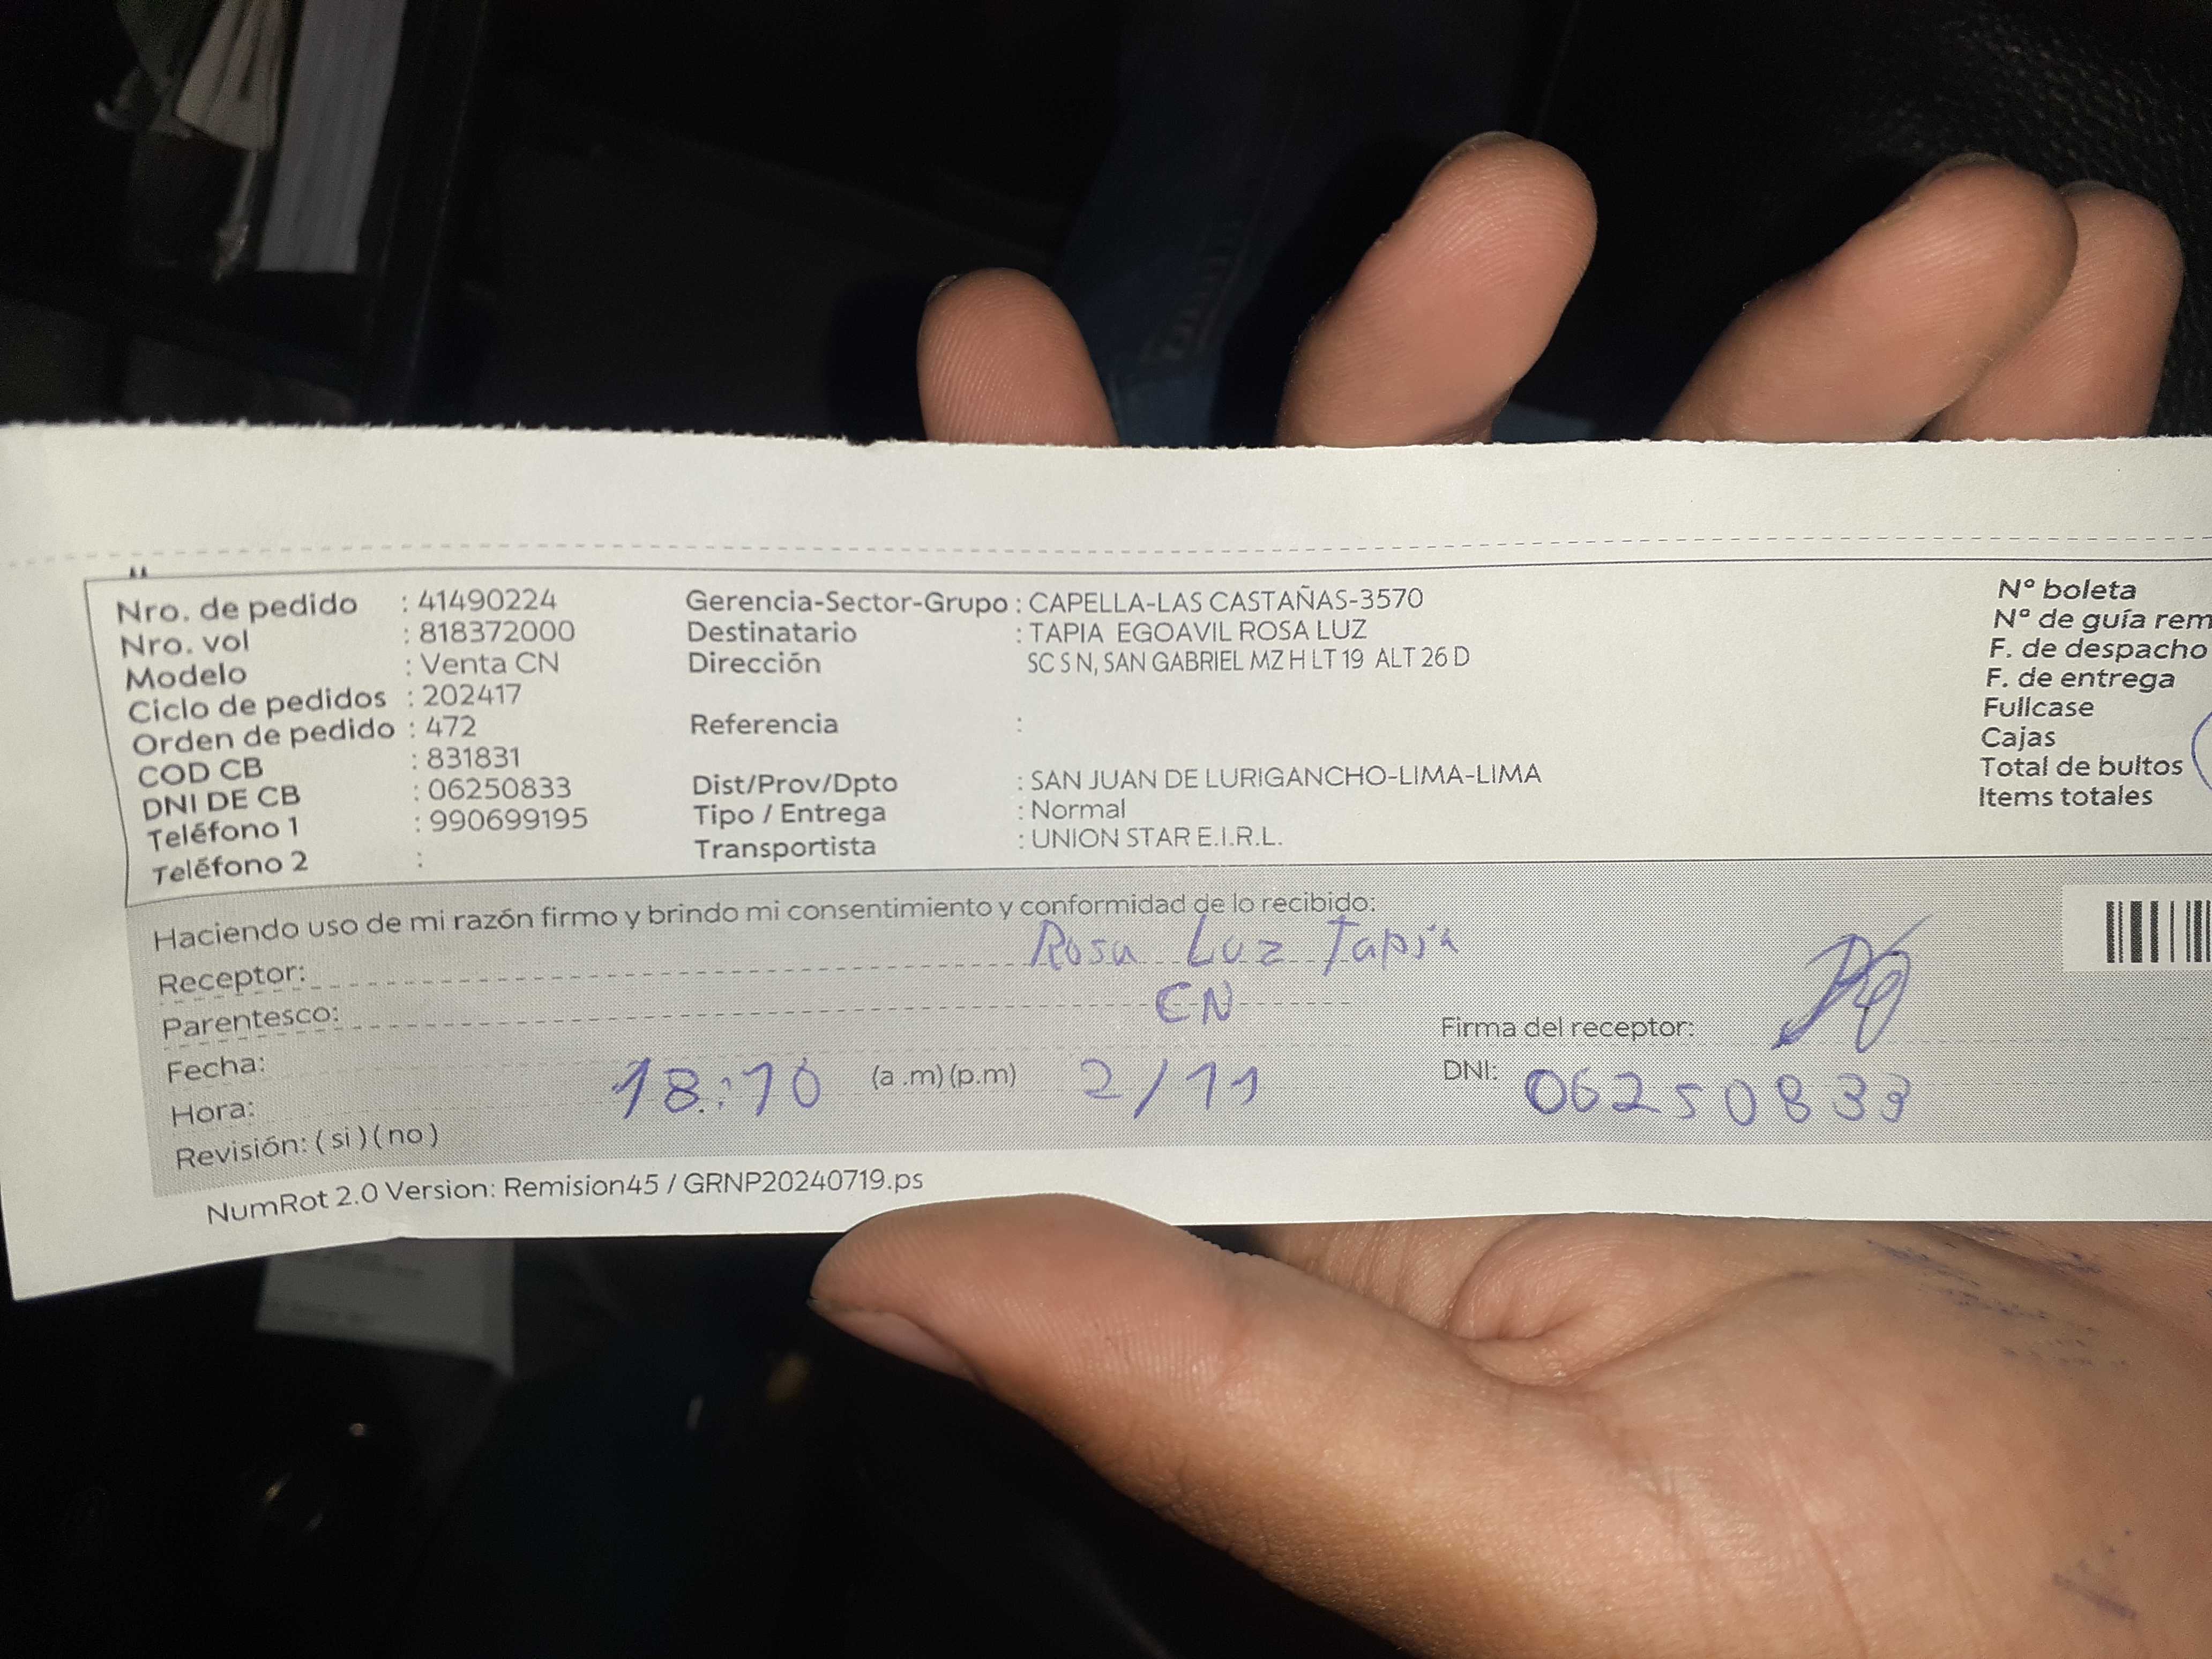 Nro. de pedido : 41490224
Nro. vol : 818372000
Modelo : Venta CN
Ciclo de pedidos : 202417
Orden de pedido : 472
COD CB : 831831
DNI DE CB : 06250833
Teléfono 1 : 990699195
Teléfono 2 :
Gerencia-Sector-Grupo : CAPELLA-LAS CASTAÑAS-3570
Destinatario : TAPIA EGOAVIL ROSA LUZ
Dirección SC S N, SAN GABRIEL MZ H LT 19 ALT 26 D
Referencia :
Dist/Prov/Dpto : SAN JUAN DE LURIGANCHO-LIMA-LIMA
Tipo / Entrega : Normal
Transportista : UNION STAR E.I.R.L.
Nº boleta
Nº de guía rem
F. de despacho
F. de entrega
Fullcase
Cajas
Total de bultos
Items totales
Haciendo uso de mi razón firmo y brindo mi consentimiento y conformidad de lo recibido:
Receptor: Rosa Luz Tapia
Parentesco: CN
Fecha:
Hora: 18:10 (a .m) (p.m) 2/11
Revisión: ( si ) ( no )
Firma del receptor:
DNI: 06250833
NumRot 2.0 Version: Remision45 / GRNP20240719.ps